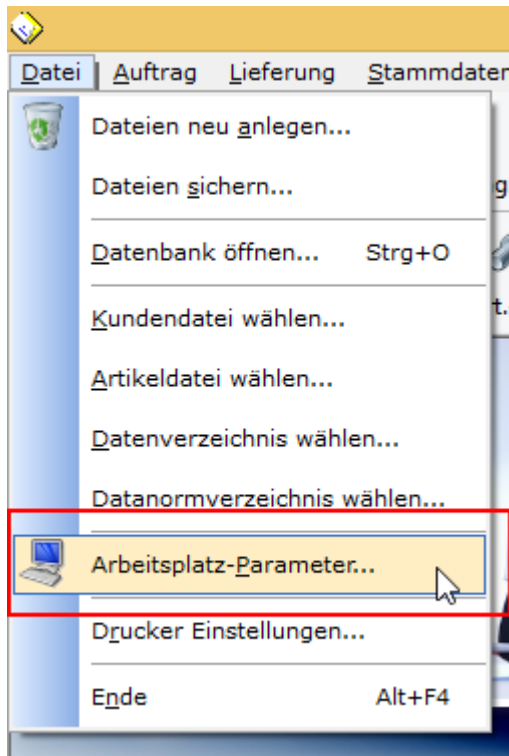 Datei Auftrag Lieferung Stammdaten
Dateien neu anlegen...
Dateien sichern...
Datenbank öffnen... Strg+O
Kundendatei wählen...
Artikeldatei wählen...
Datenverzeichnis wählen...
Datanormverzeichnis wählen...
Arbeitsplatz-Parameter...
Drucker Einstellungen...
Ende Alt+F4